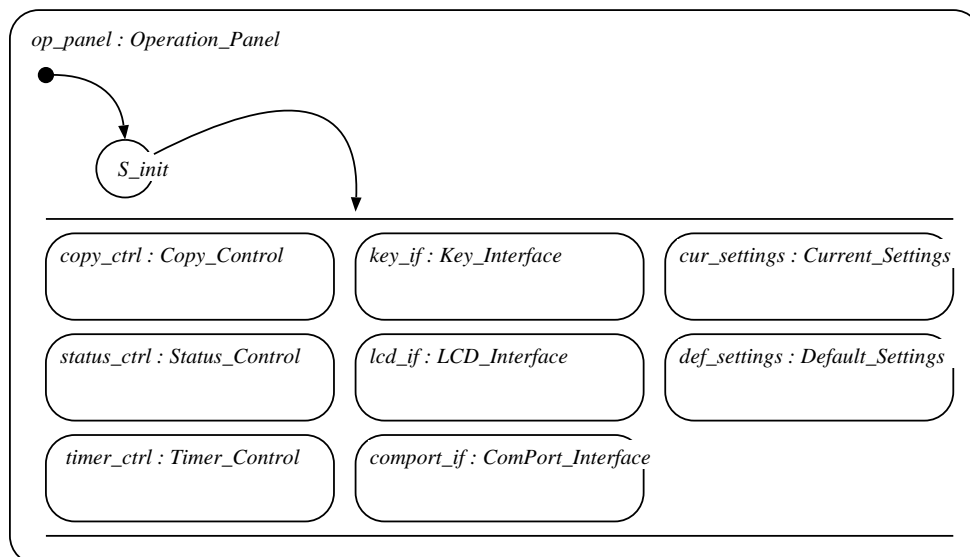 op_panel : Operation_Panel
S_init
copy_ctrl : Copy_Control
key_if : Key_Interface
cur_settings : Current_Settings
status_ctrl : Status_Control
lcd_if : LCD_Interface
def_settings : Default_Settings
timer_ctrl : Timer_Control
comport_if : ComPort_Interface